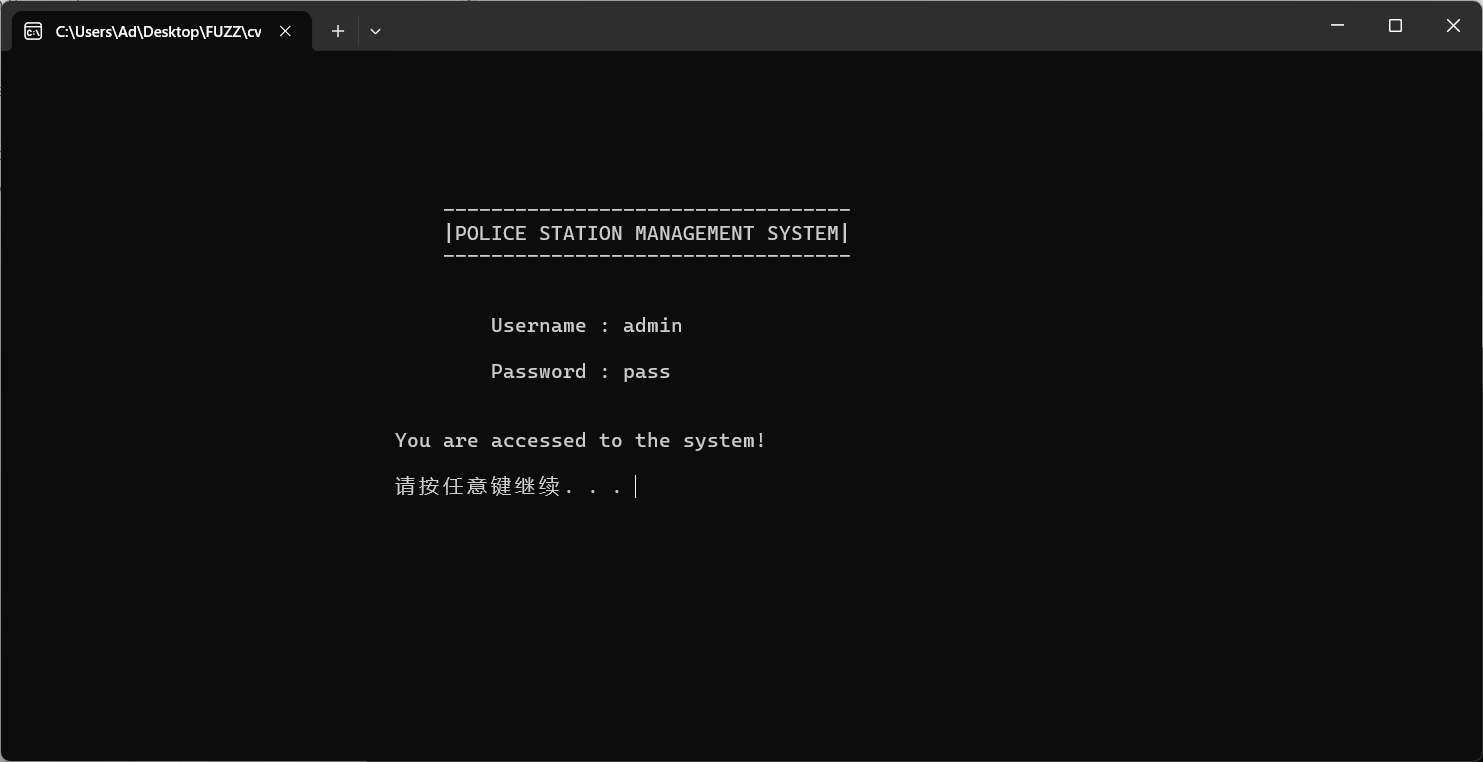 C:\Users\Ad\Desktop\FUZZ\cv
---------------------------------
|POLICE STATION MANAGEMENT SYSTEM|
---------------------------------
Username : admin
Password : pass
You are accessed to the system!
请按任意键继续. . .